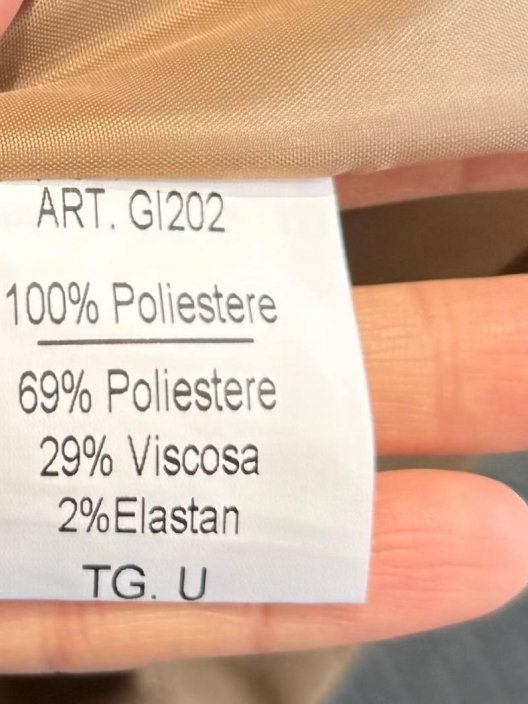 ART. GI202
100% Poliestere
69% Poliestere
29% Viscosa
2%Elastan
TG. U